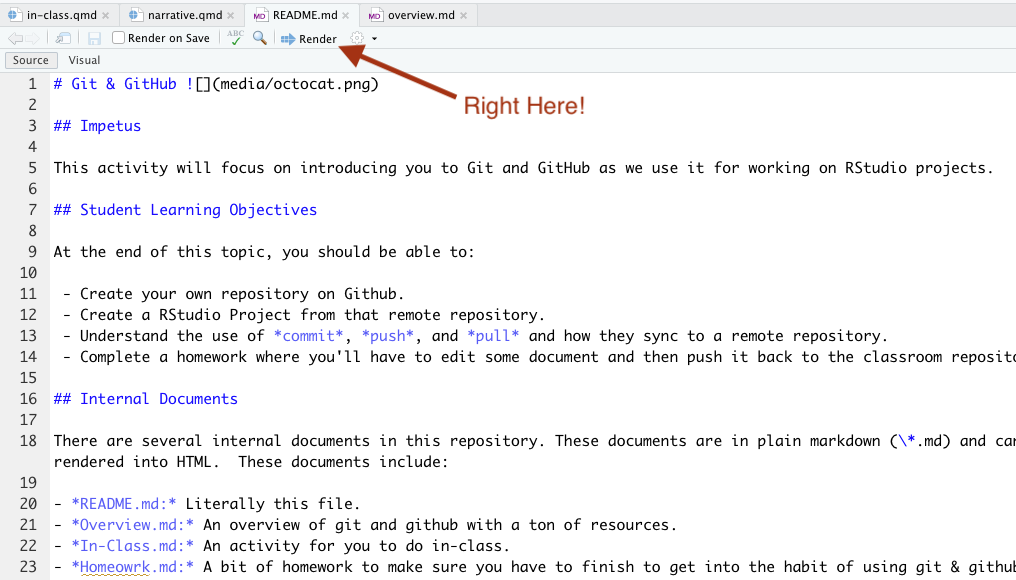 in-class.qmd narrative.qmd README.md overview.md
Render on Save ABC Render
Source Visual
Right Here!
1 # Git & GitHub ![](media/octocat.png)
2
3 ## Impetus
4
5 This activity will focus on introducing you to Git and GitHub as we use it for working on RStudio projects.
6
7 ## Student Learning Objectives
8
9 At the end of this topic, you should be able to:
10
11 - Create your own repository on Github.
12 - Create a RStudio Project from that remote repository.
13 - Understand the use of *commit*, *push*, and *pull* and how they sync to a remote repository.
14 - Complete a homework where you'll have to edit some document and then push it back to the classroom reposito
15
16 ## Internal Documents
17
18 There are several internal documents in this repository. These documents are in plain markdown (\*.md) and can
rendered into HTML.  These documents include:
19
20 - *README.md:* Literally this file.
21 - *Overview.md:* An overview of git and github with a ton of resources.
22 - *In-Class.md:* An activity for you to do in-class.
23 - *Homeowrk.md:* A bit of homework to make sure you have to finish to get into the habit of using git & github